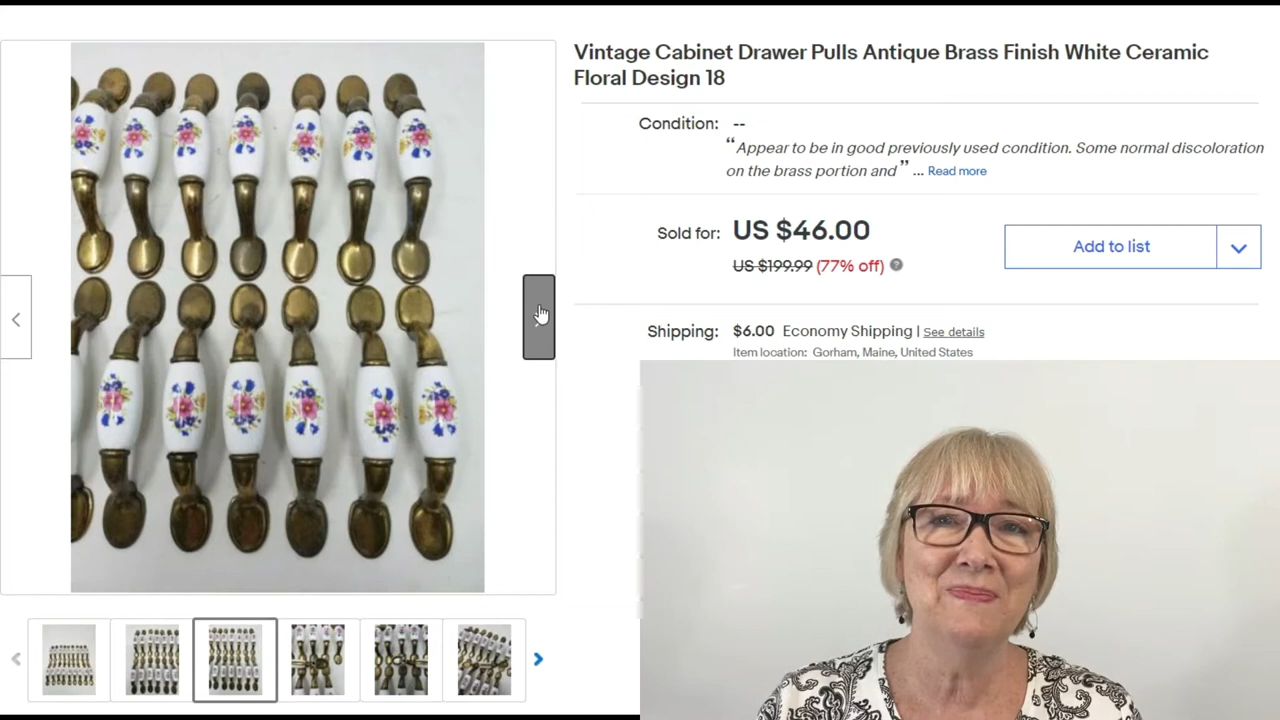 Vintage Cabinet Drawer Pulls Antique Brass Finish White Ceramic
Floral Design 18
Condition: --
“Appear to be in good previously used condition. Some normal discoloration
on the brass portion and ” ... Read more
Sold for: US $46.00
US $199.99 (77% off) ?
Add to list
Shipping: $6.00 Economy Shipping | See details
Item location: Gorham, Maine, United States